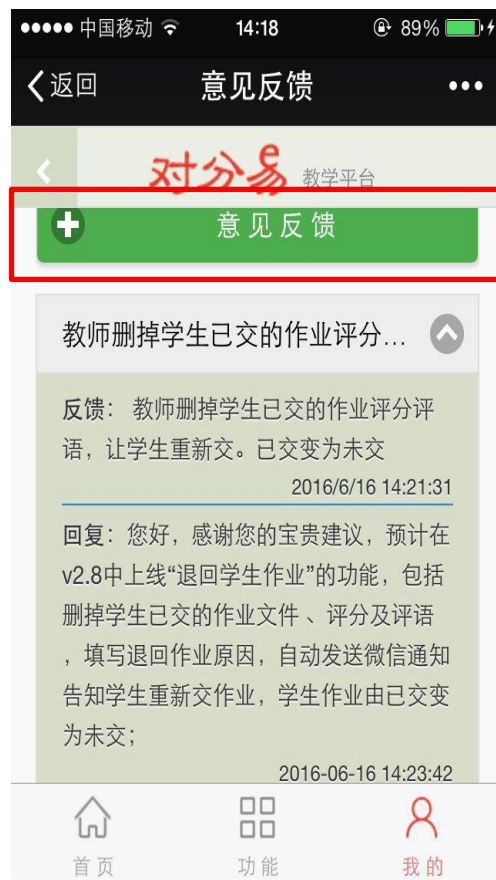 中国移动 14:18 89%
返回 意见反馈
对分易 e 教学平台
意见反馈
教师删掉学生已交的作业评分...
反馈： 教师删掉学生已交的作业评分评
语，让学生重新交。已交变为未交
2016/6/16 14:21:31
回复：您好，感谢您的宝贵建议，预计在
v2.8中上线“退回学生作业”的功能，包括
删掉学生已交的作业文件 、评分及评语
，填写退回作业原因，自动发送微信通知
告知学生重新交作业，学生作业由已交变
为未交；
2016-06-16 14:23:42
首页 功能 我的